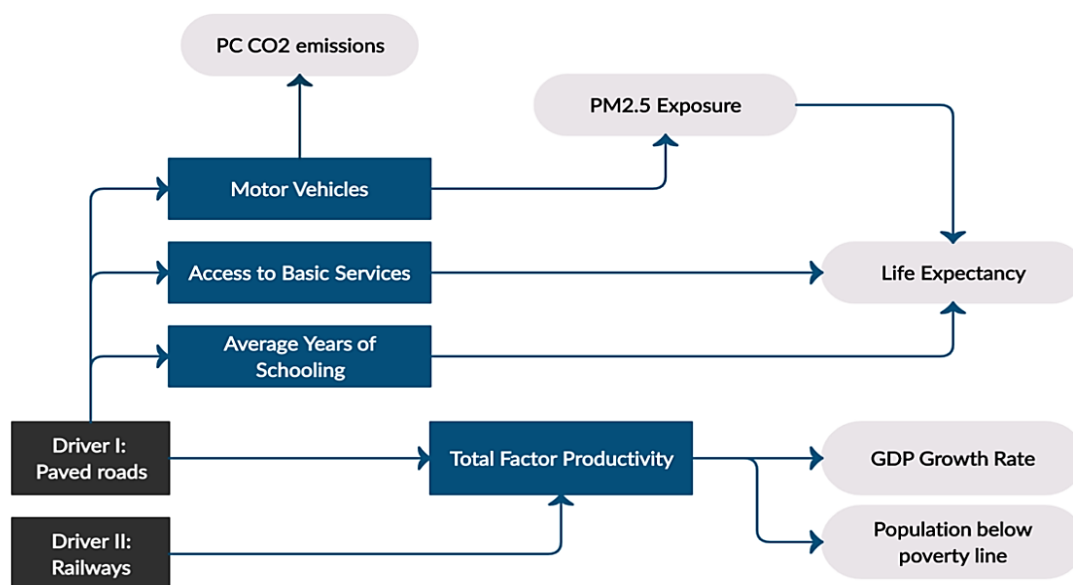 PC CO2 emissions
PM2.5 Exposure
Motor Vehicles
Access to Basic Services
Life Expectancy
Average Years of
Schooling
Driver I:
Paved roads
Total Factor Productivity
GDP Growth Rate
Driver II:
Railways
Population below
poverty line